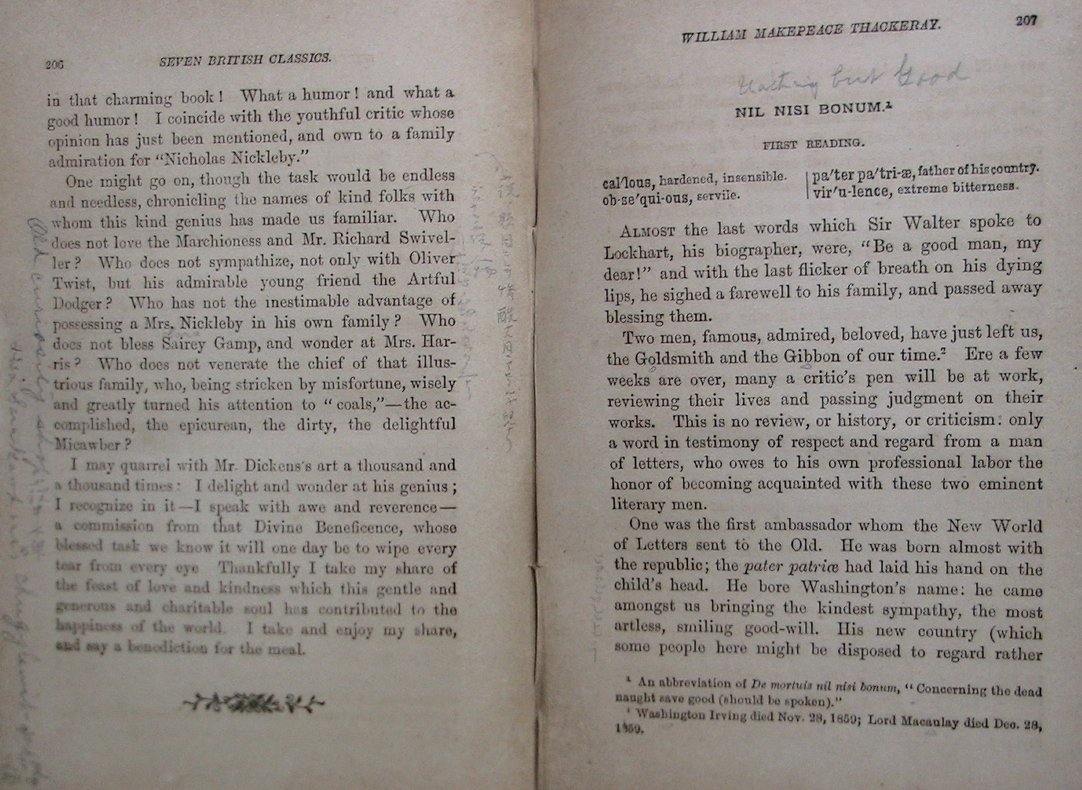 206
SEVEN BRITISH CLASSICS.
in that charming book! What a humor! and what a
good humor! I coincide with the youthful critic whose
opinion has just been mentioned, and own to a family
admiration for "Nicholas Nickleby."
One might go on, though the task would be endless
and needless, chronicling the names of kind folks with
whom this kind genius has made us familiar. Who
does not love the Marchioness and Mr. Richard Swivel-
ler? Who does not sympathize, not only with Oliver
Twist, but his admirable young friend the Artful
Dodger? Who has not the inestimable advantage of
possessing a Mrs. Nickleby in his own family? Who
does not bless Sairey Gamp, and wonder at Mrs. Har-
ris? Who does not venerate the chief of that illus-
trious family, who, being stricken by misfortune, wisely
and greatly turned his attention to "coals,"—the ac-
complished, the epicurean, the dirty, the delightful
Micawber?
I may quarrel with Mr. Dickens's art a thousand and
a thousand times: I delight and wonder at his genius;
I recognize in it—I speak with awe and reverence—
a commission from that Divine Beneficence, whose
blessed task we know it will one day be to wipe every
tear from every eye Thankfully I take my share of
the feast of love and kindness which this gentle and
generous and charitable soul has contributed to the
happiness of the world. I take and enjoy my share,
and say a benediction for the meal.
WILLIAM MAKEPEACE THACKERAY.
207
but Good
NIL NISI BONUM.¹
FIRST READING.
cal'lous, hardened, insensible.
ob-se'qui-ous, servile.
pa'ter pa'tri-æ, father of his country.
vir'u-lence, extreme bitterness.
ALMOST the last words which Sir Walter spoke to
Lockhart, his biographer, were, "Be a good man, my
dear!" and with the last flicker of breath on his dying
lips, he sighed a farewell to his family, and passed away
blessing them.
Two men, famous, admired, beloved, have just left us,
the Goldsmith and the Gibbon of our time.² Ere a few
weeks are over, many a critic's pen will be at work,
reviewing their lives and passing judgment on their
works. This is no review, or history, or criticism: only
a word in testimony of respect and regard from a man
of letters, who owes to his own professional labor the
honor of becoming acquainted with these two eminent
literary men.
One was the first ambassador whom the New World
of Letters sent to the Old. He was born almost with
the republic; the pater patriæ had laid his hand on the
child's head. He bore Washington's name: he came
amongst us bringing the kindest sympathy, the most
artless, smiling good-will. His new country (which
some people here might be disposed to regard rather
¹ An abbreviation of De mortuis nil nisi bonum, "Concerning the dead
naught save good (should be spoken)."
² Washington Irving died Nov. 28, 1859; Lord Macaulay died Dec. 28,
1859.